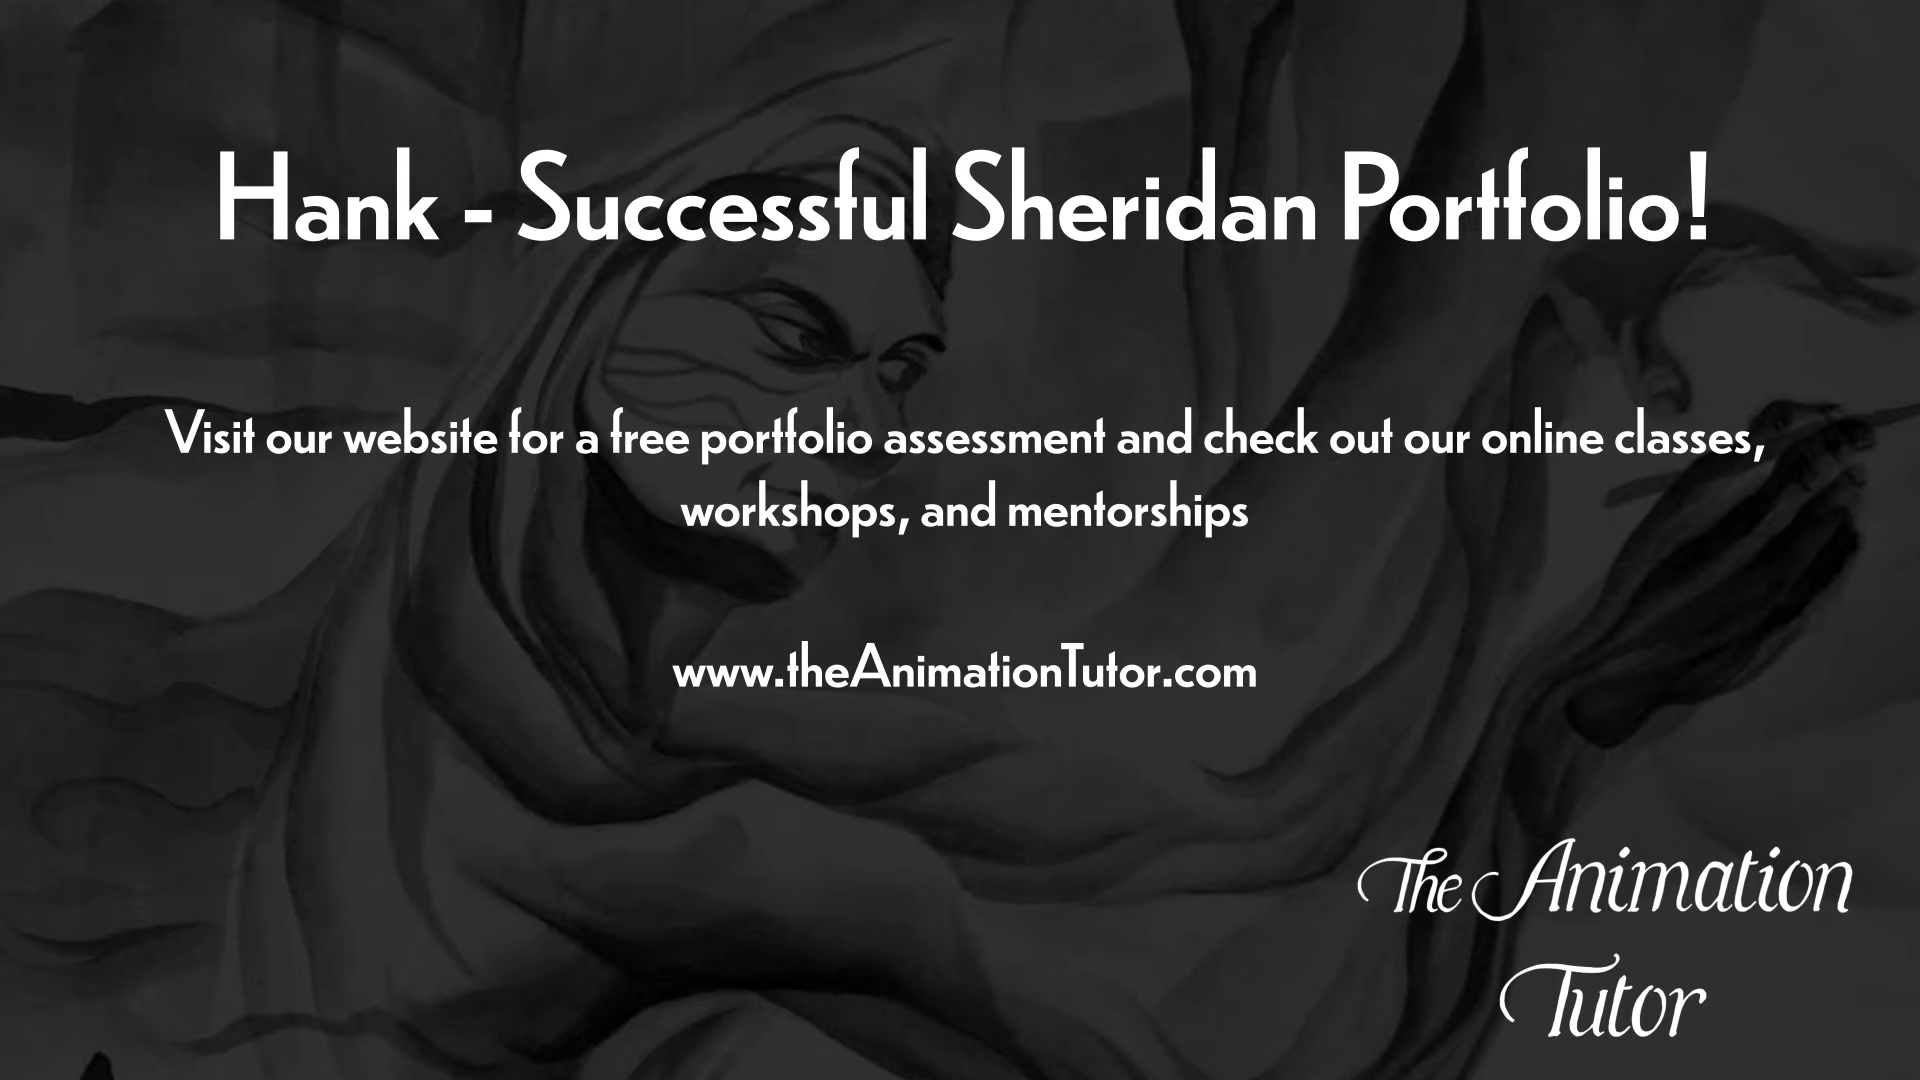 Hank - Successful Sheridan Portfolio!
Visit our website for a free portfolio assessment and check out our online classes,
workshops, and mentorships
www.theAnimationTutor.com
The Animation
Tutor